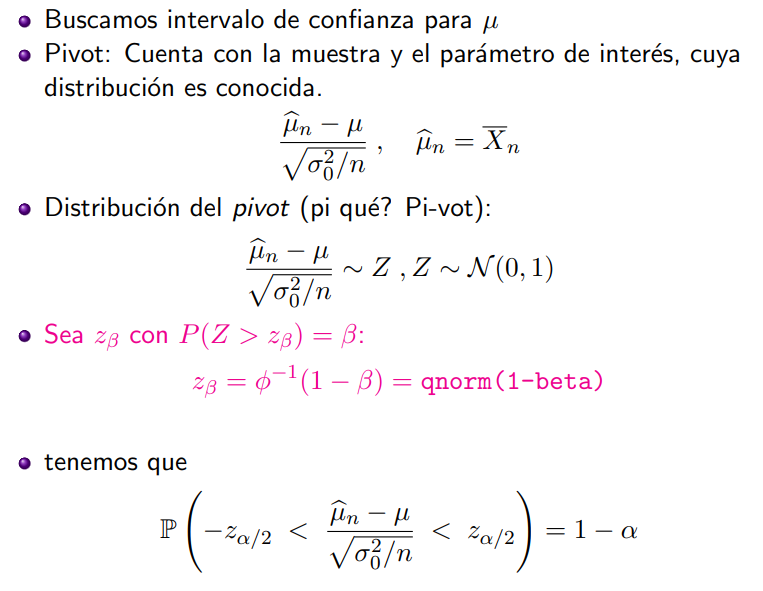 • Buscamos intervalo de confianza para μ
• Pivot: Cuenta con la muestra y el parámetro de interés, cuya
distribución es conocida.
$\frac{\widehat{\mu}_n - \mu}{\sqrt{\sigma_0^2/n}}$ , $\widehat{\mu}_n = \overline{X}_n$
• Distribución del pivot (pi qué? Pi-vot):
$\frac{\widehat{\mu}_n - \mu}{\sqrt{\sigma_0^2/n}} \sim Z$ , $Z \sim \mathcal{N}(0, 1)$
• Sea $z_\beta$ con $P(Z > z_\beta) = \beta$:
$z_\beta = \phi^{-1}(1 - \beta) =$ qnorm(1-beta)
• tenemos que
$\mathbb{P}\left(-z_{\alpha/2} < \frac{\widehat{\mu}_n - \mu}{\sqrt{\sigma_0^2/n}} < z_{\alpha/2}\right) = 1 - \alpha$